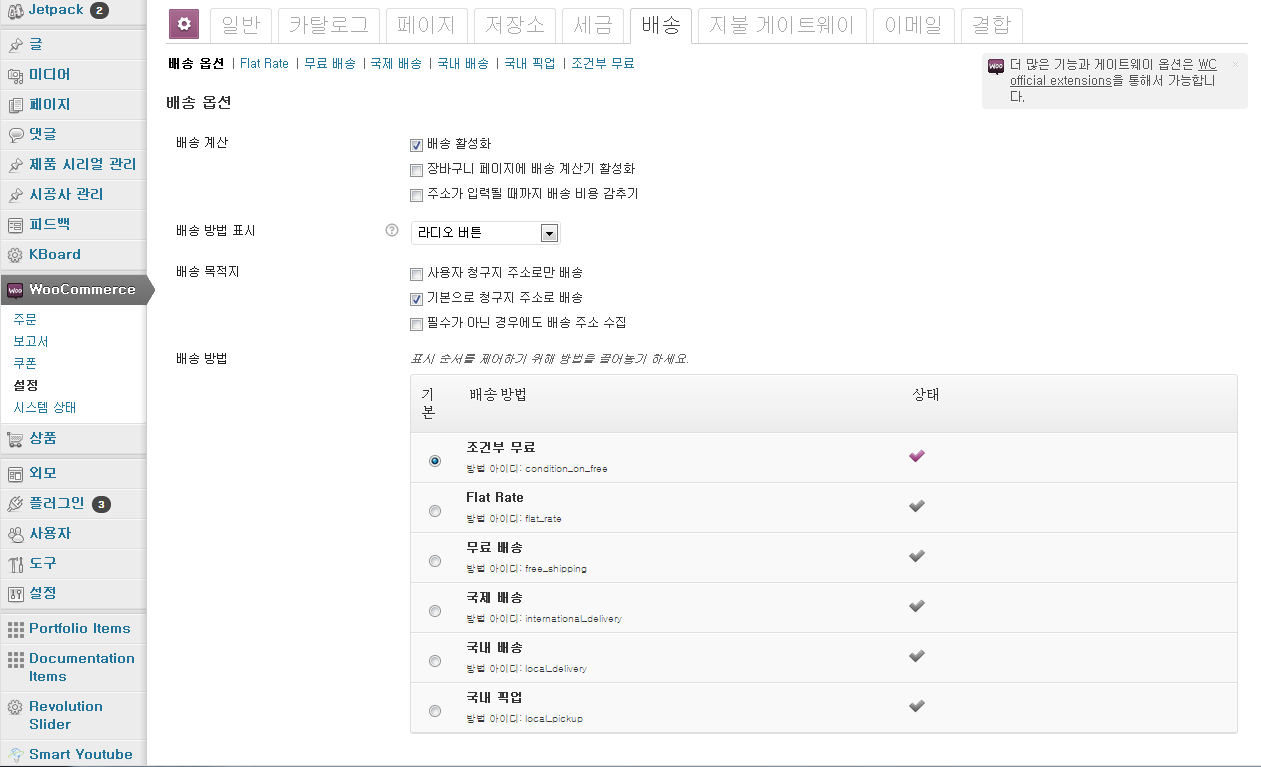 Jetpack 2
글
미디어
페이지
댓글
제품 시리얼 관리
시공사 관리
피드백
KBoard
WooCommerce
주문
보고서
쿠폰
설정
시스템 상태
상품
외모
플러그인 3
사용자
도구
설정
Portfolio Items
Documentation
Items
Revolution
Slider
Smart Youtube
일반 카탈로그 페이지 저장소 세금 배송 지불 게이트웨이 이메일 결합
배송 옵션 | Flat Rate | 무료 배송 | 국제 배송 | 국내 배송 | 국내 픽업 | 조건부 무료
WOO 더 많은 기능과 게이트웨이 옵션은 WC
official extensions을 통해서 가능합니
다.
배송 옵션
배송 계산
배송 활성화
장바구니 페이지에 배송 계산기 활성화
주소가 입력될 때까지 배송 비용 감추기
배송 방법 표시 ? 라디오 버튼
배송 목적지
사용자 청구지 주소로만 배송
기본으로 청구지 주소로 배송
필수가 아닌 경우에도 배송 주소 수집
배송 방법
표시 순서를 제어하기 위해 방법을 끌어놓기 하세요.
기본 배송 방법 상태
조건부 무료
방법 아이디: condition_on_free
Flat Rate
방법 아이디: flat_rate
무료 배송
방법 아이디: free_shipping
국제 배송
방법 아이디: international_delivery
국내 배송
방법 아이디: local_delivery
국내 픽업
방법 아이디: local_pickup